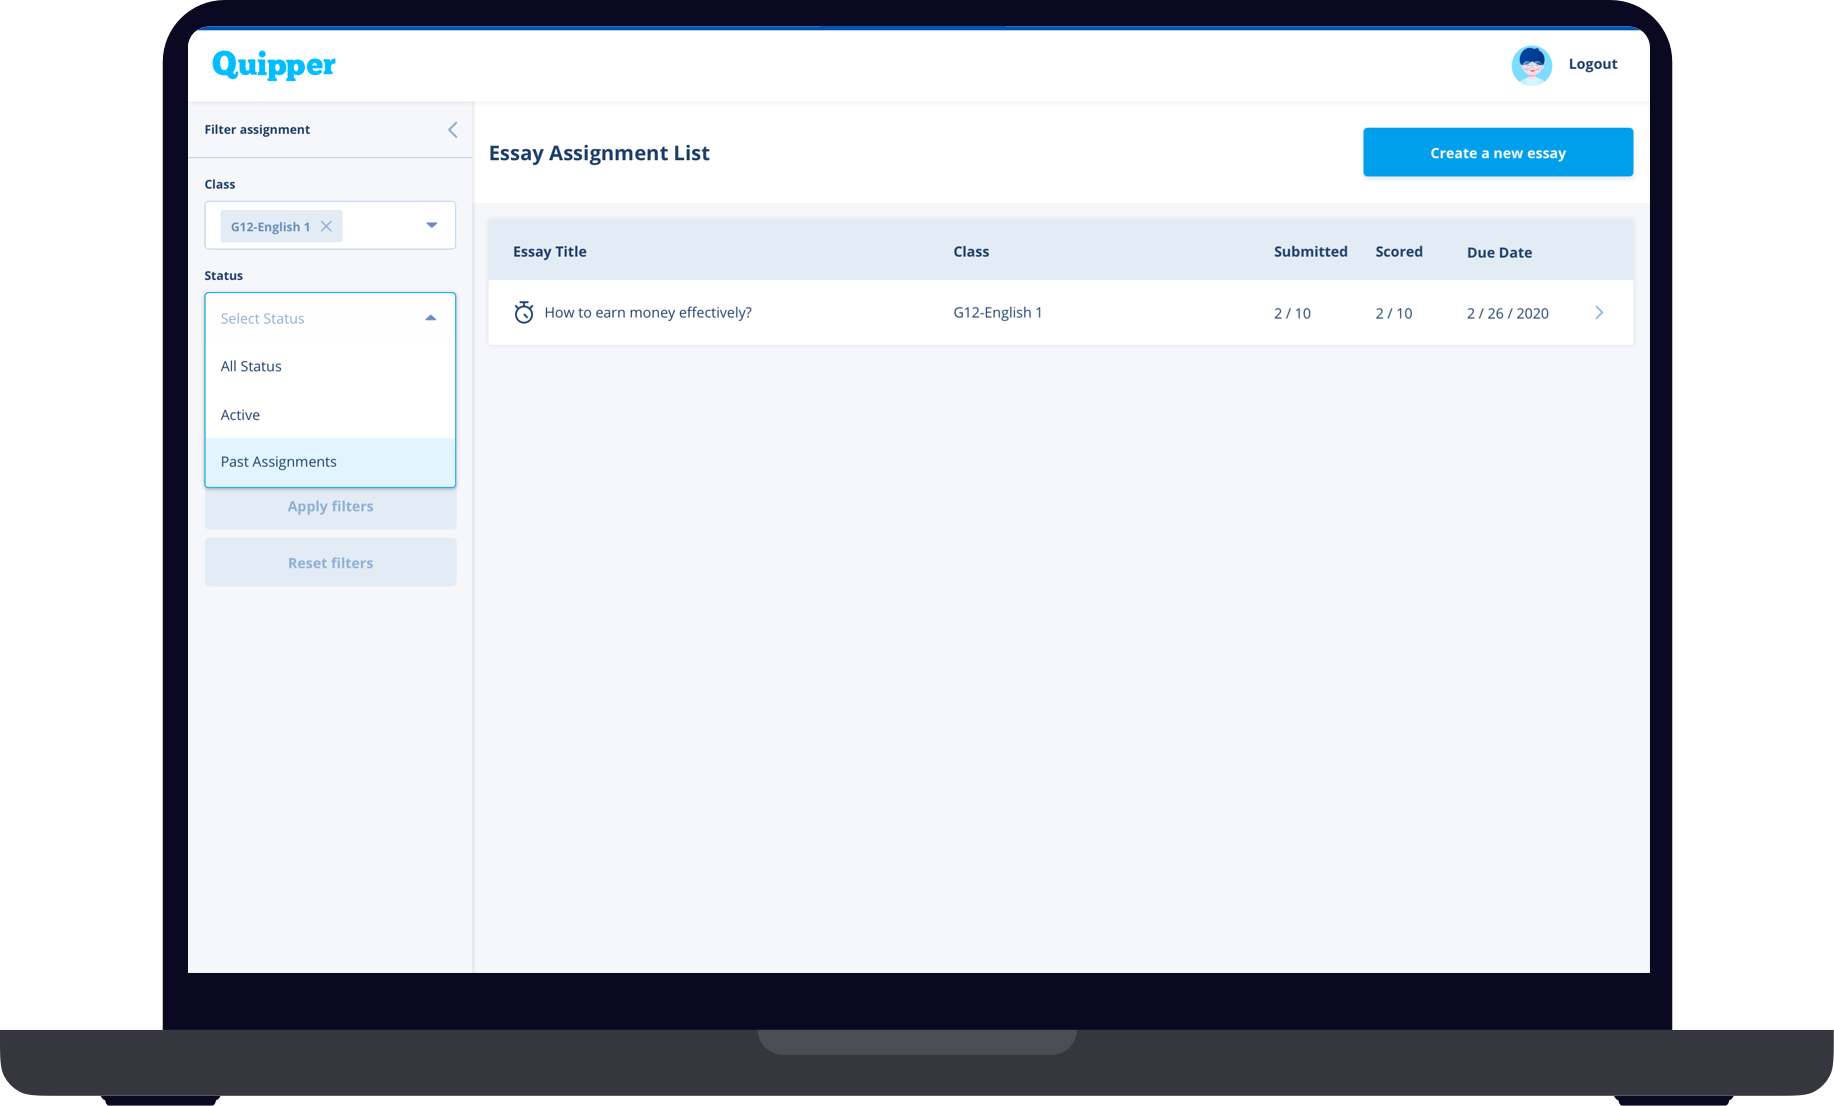 Quipper
Logout
Filter assignment
Class
G12-English 1
Status
Select Status
All Status
Active
Past Assignments
Apply filters
Reset filters
Essay Assignment List
Create a new essay
Essay Title Class Submitted Scored Due Date
How to earn money effectively? G12-English 1 2 / 10 2 / 10 2 / 26 / 2020